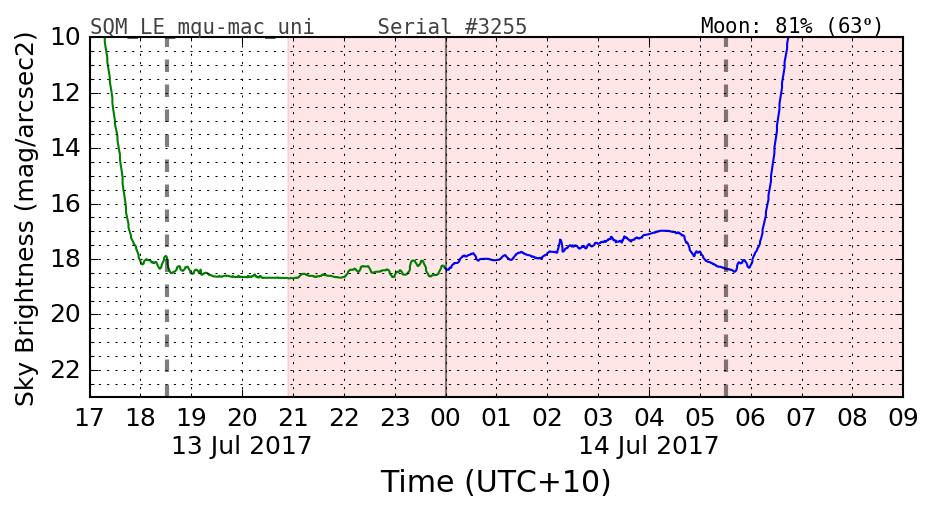 SQM_LE_mqu-mac_uni Serial #3255 Moon: 81% (63º)
Sky Brightness (mag/arcsec2)
10
12
14
16
18
20
22
17 18 19 20 21 22 23 00 01 02 03 04 05 06 07 08 09
13 Jul 2017 14 Jul 2017
Time (UTC+10)